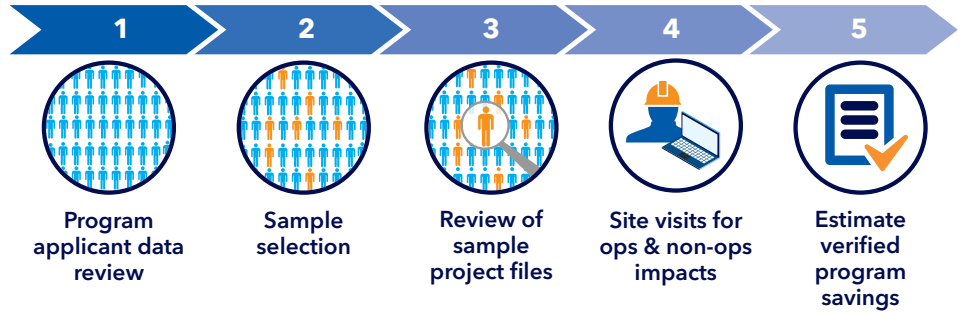 1
2
3
4
5
Program
applicant data
review
Sample
selection
Review of
sample
project files
Site visits for
ops & non-ops
impacts
Estimate
verified
program
savings